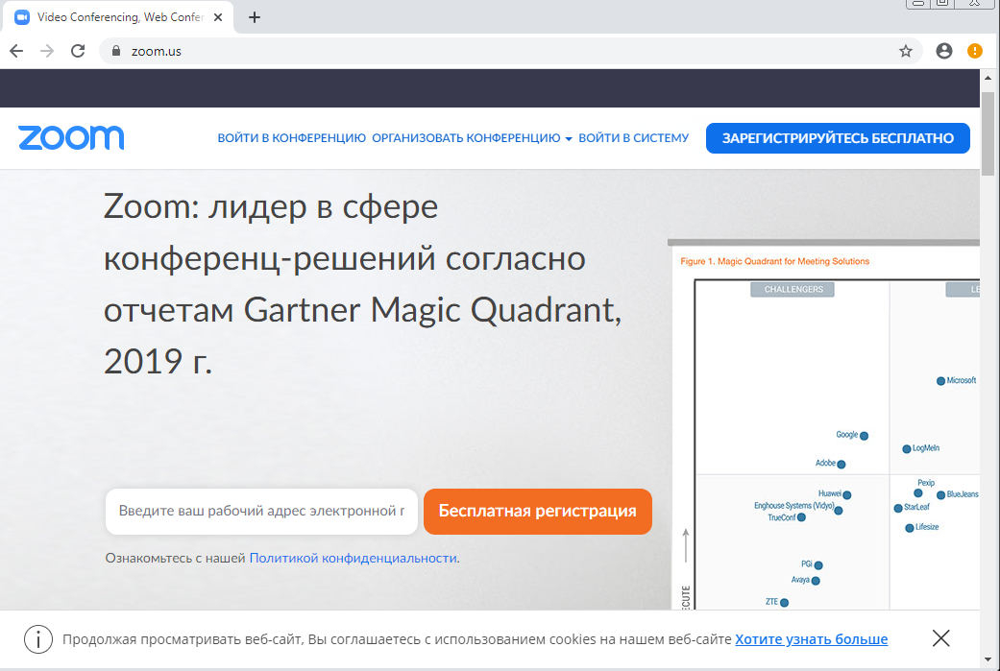 Video Conferencing, Web Confer
zoom.us
zoom
ВОЙТИ В КОНФЕРЕНЦИЮ ОРГАНИЗОВАТЬ КОНФЕРЕНЦИЮ ВОЙТИ В СИСТЕМУ ЗАРЕГИСТРИРУЙТЕСЬ БЕСПЛАТНО
Zoom: лидер в сфере
конференц-решений согласно
отчетам Gartner Magic Quadrant,
2019 г.
Введите ваш рабочий адрес электронной г
Бесплатная регистрация
Ознакомьтесь с нашей Политикой конфиденциальности.
Figure 1. Magic Quadrant for Meeting Solutions
CHALLENGERS
LE
Microsoft
Google
LogMeIn
Adobe
Pexip
Huawei
BlueJeans
Enghouse Systems (Vidyo)
StarLeaf
TrueConf
Lifesize
PGi
Avaya
ZTE
ECUTE
Продолжая просматривать веб-сайт, Вы соглашаетесь с использованием cookies на нашем веб-сайте Хотите узнать больше